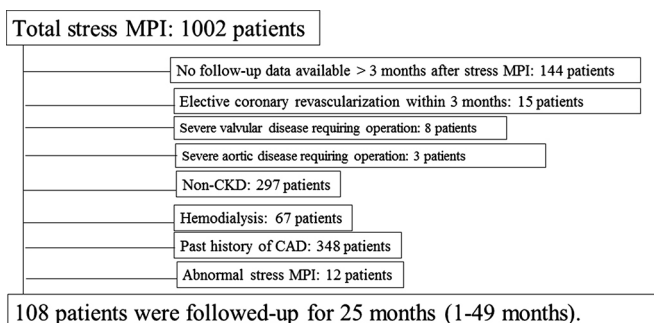 Total stress MPI: 1002 patients
No follow-up data available > 3 months after stress MPI: 144 patients
Elective coronary revascularization within 3 months: 15 patients
Severe valvular disease requiring operation: 8 patients
Severe aortic disease requiring operation: 3 patients
Non-CKD: 297 patients
Hemodialysis: 67 patients
Past history of CAD: 348 patients
Abnormal stress MPI: 12 patients
108 patients were followed-up for 25 months (1-49 months).